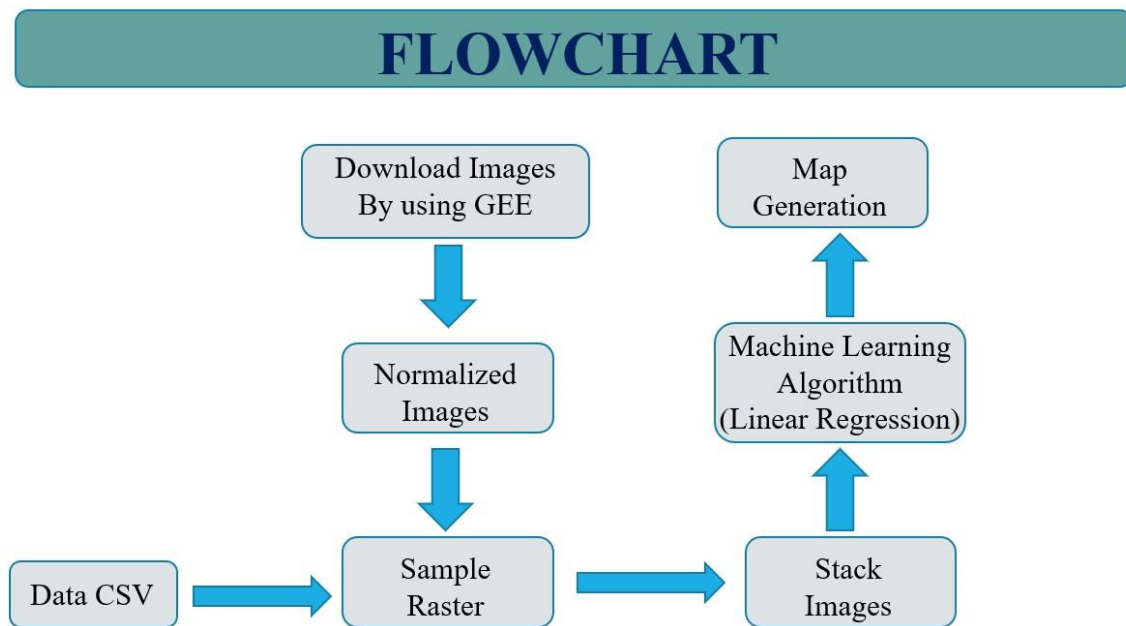 FLOWCHART
Download Images
By using GEE
Map
Generation
Normalized
Images
Machine Learning
Algorithm
(Linear Regression)
Data CSV
Sample
Raster
Stack
Images